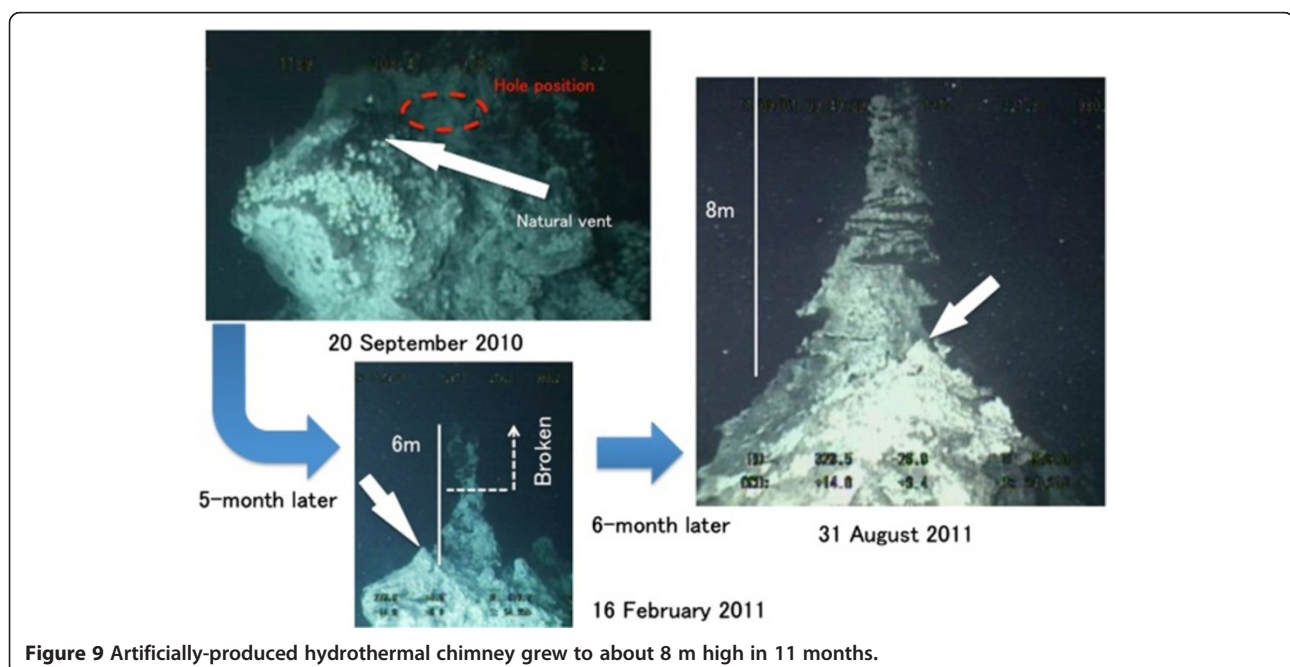 Hole position
Natural vent
20 September 2010
5-month later
6m
Broken
16 February 2011
6-month later
8m
31 August 2011
Figure 9 Artificially-produced hydrothermal chimney grew to about 8 m high in 11 months.